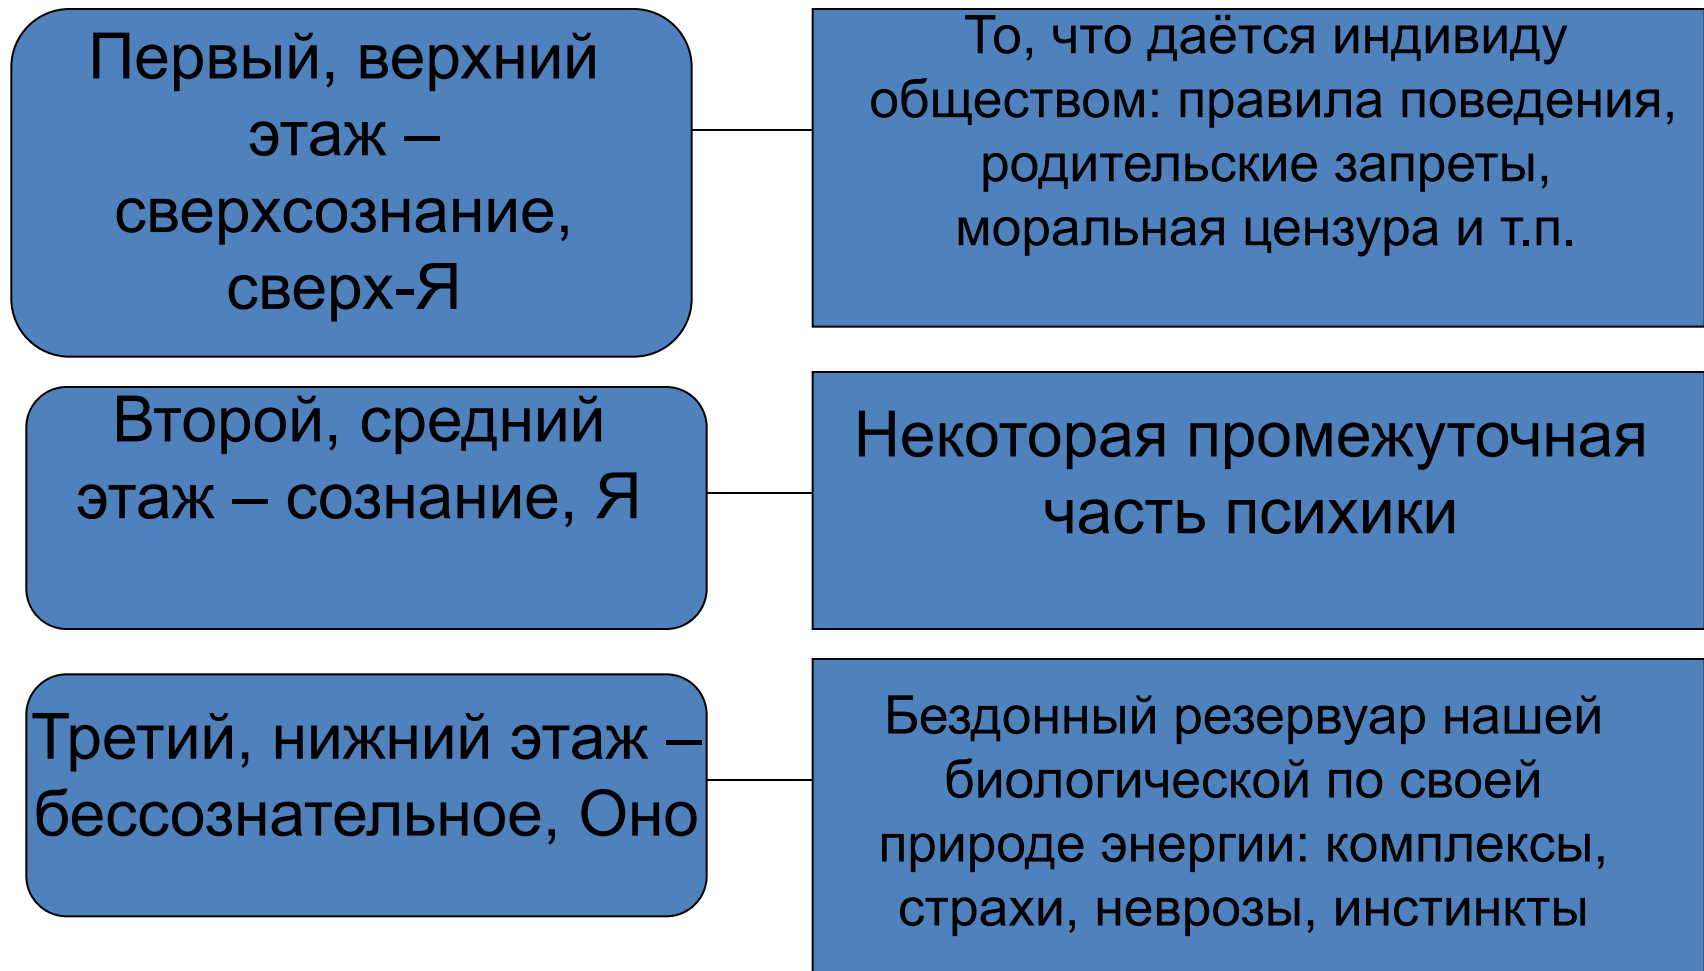 Первый, верхний
этаж –
сверхсознание,
сверх-Я
То, что даётся индивиду
обществом: правила поведения,
родительские запреты,
моральная цензура и т.п.
Второй, средний
этаж – сознание, Я
Некоторая промежуточная
часть психики
Третий, нижний этаж –
бессознательное, Оно
Бездонный резервуар нашей
биологической по своей
природе энергии: комплексы,
страхи, неврозы, инстинкты